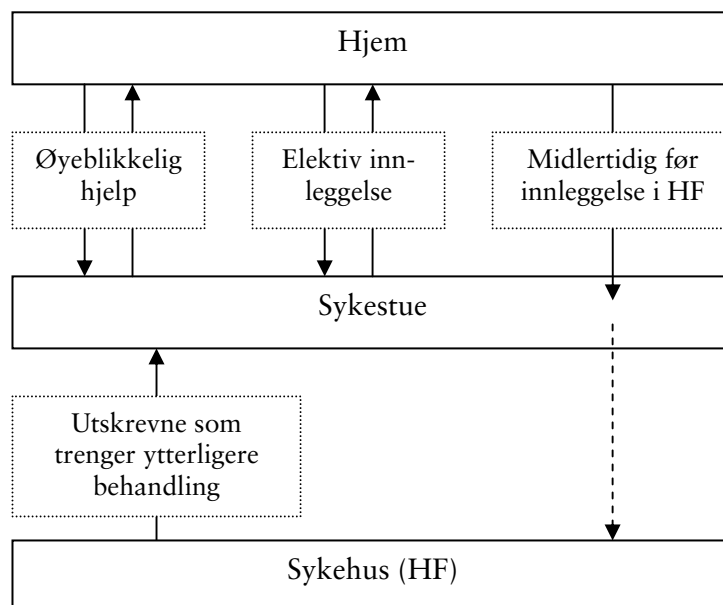 Hjem
Øyeblikkelig
hjelp
Elektiv inn-
leggelse
Midlertidig før
innleggelse i HF
Sykestue
Utskrevne som
trenger ytterligere
behandling
Sykehus (HF)